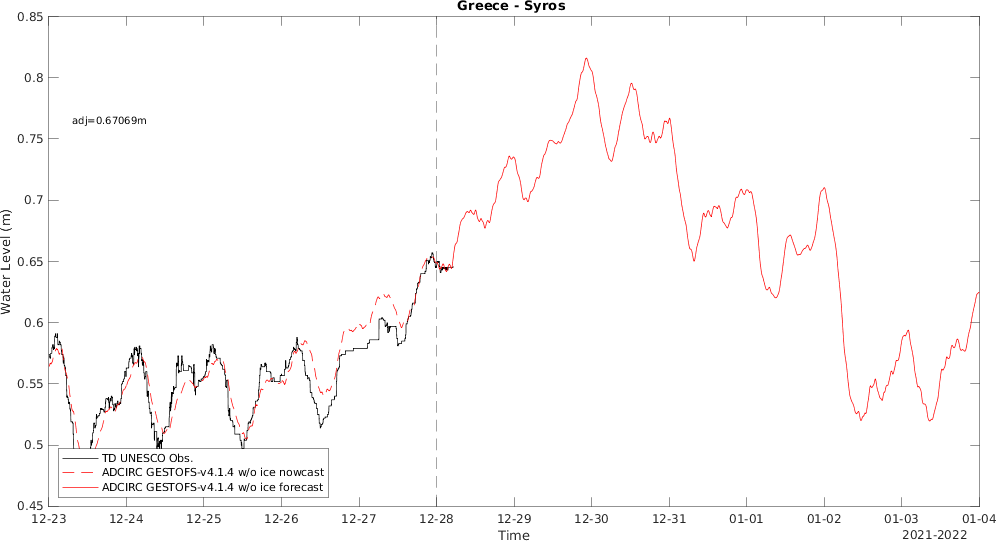 Greece - Syros
0.85
0.8
0.75
0.7
0.65
0.6
0.55
0.5
0.45
Water Level (m)
adj=0.67069m
TD UNESCO Obs.
ADCIRC GESTOFS-v4.1.4 w/o ice nowcast
ADCIRC GESTOFS-v4.1.4 w/o ice forecast
12-23 12-24 12-25 12-26 12-27 12-28 12-29 12-30 12-31 01-01 01-02 01-03 01-04
Time
2021-2022